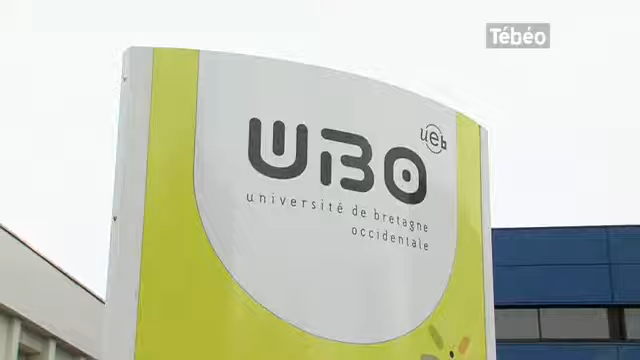 Tébéo
ueb
UBO
université de bretagne
occidentale